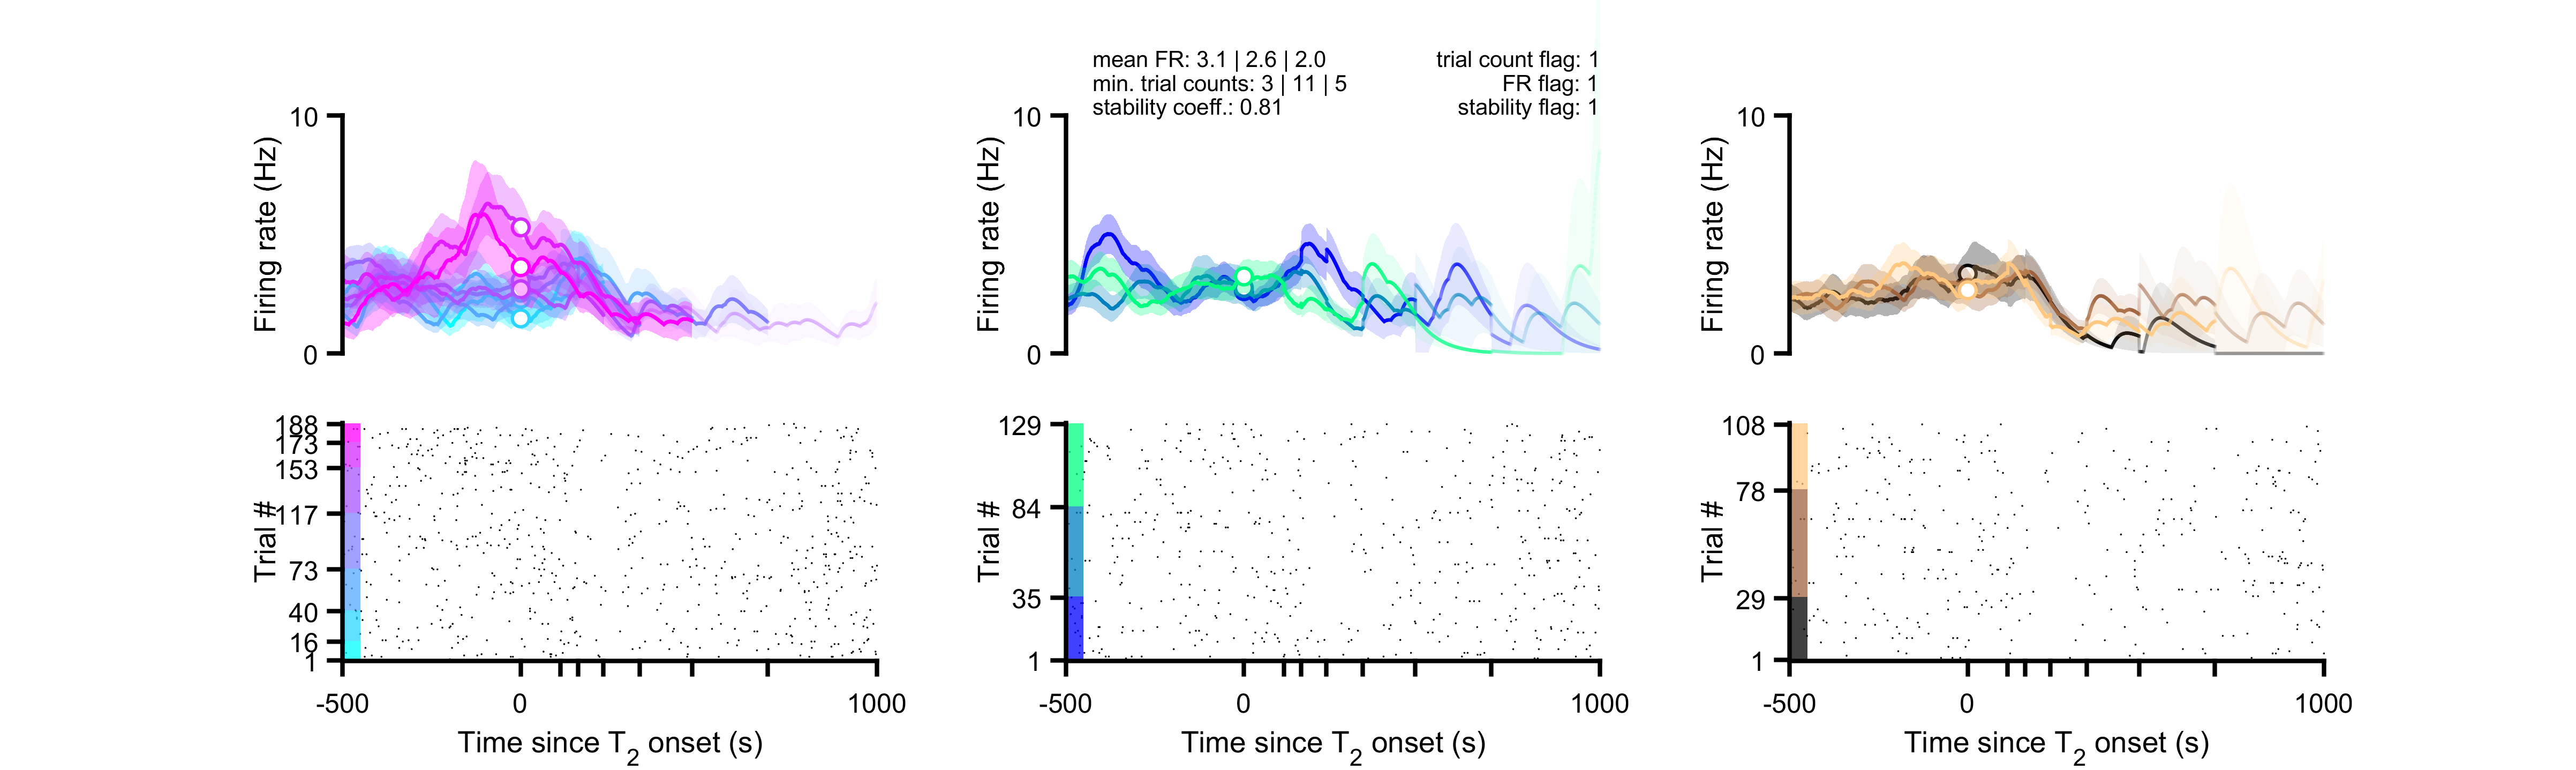 mean FR: 3.1 | 2.6 | 2.0
min. trial counts: 3 | 11 | 5
stability coeff.: 0.81
trial count flag: 1
FR flag: 1
stability flag: 1
10
Firing rate (Hz)
0
10
Firing rate (Hz)
0
10
Firing rate (Hz)
0
188
173
153
117
73
40
16
1
Trial #
-500
0
1000
Time since T2 onset (s)
129
84
35
1
Trial #
-500
0
1000
Time since T2 onset (s)
108
78
29
1
Trial #
-500
0
1000
Time since T2 onset (s)